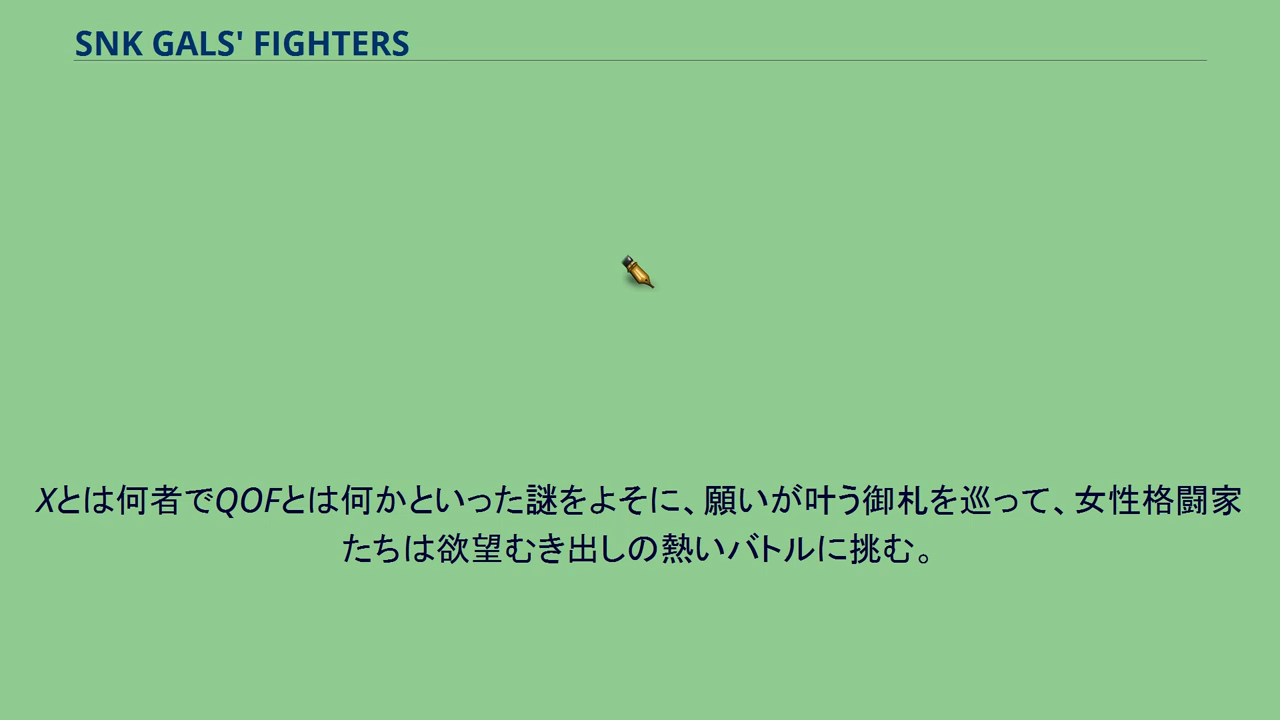 SNK GALS' FIGHTERS
Xとは何者でQOFとは何かといった謎をよそに、願いが叶う御札を巡って、女性格闘家
たちは欲望むき出しの熱いバトルに挑む。